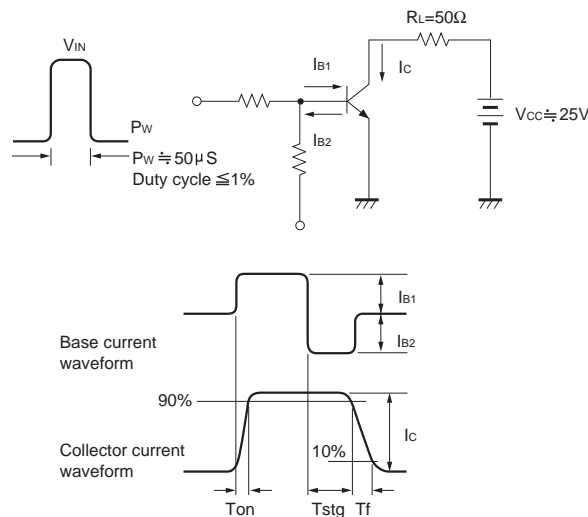 RL=50Ω
VIN
IB1
IC
VCC≒25V
PW
IB2
PW≒50μS
Duty cycle ≦1%
IB1
Base current
waveform
IB2
90%
IC
Collector current
waveform
10%
Ton
Tstg
Tf